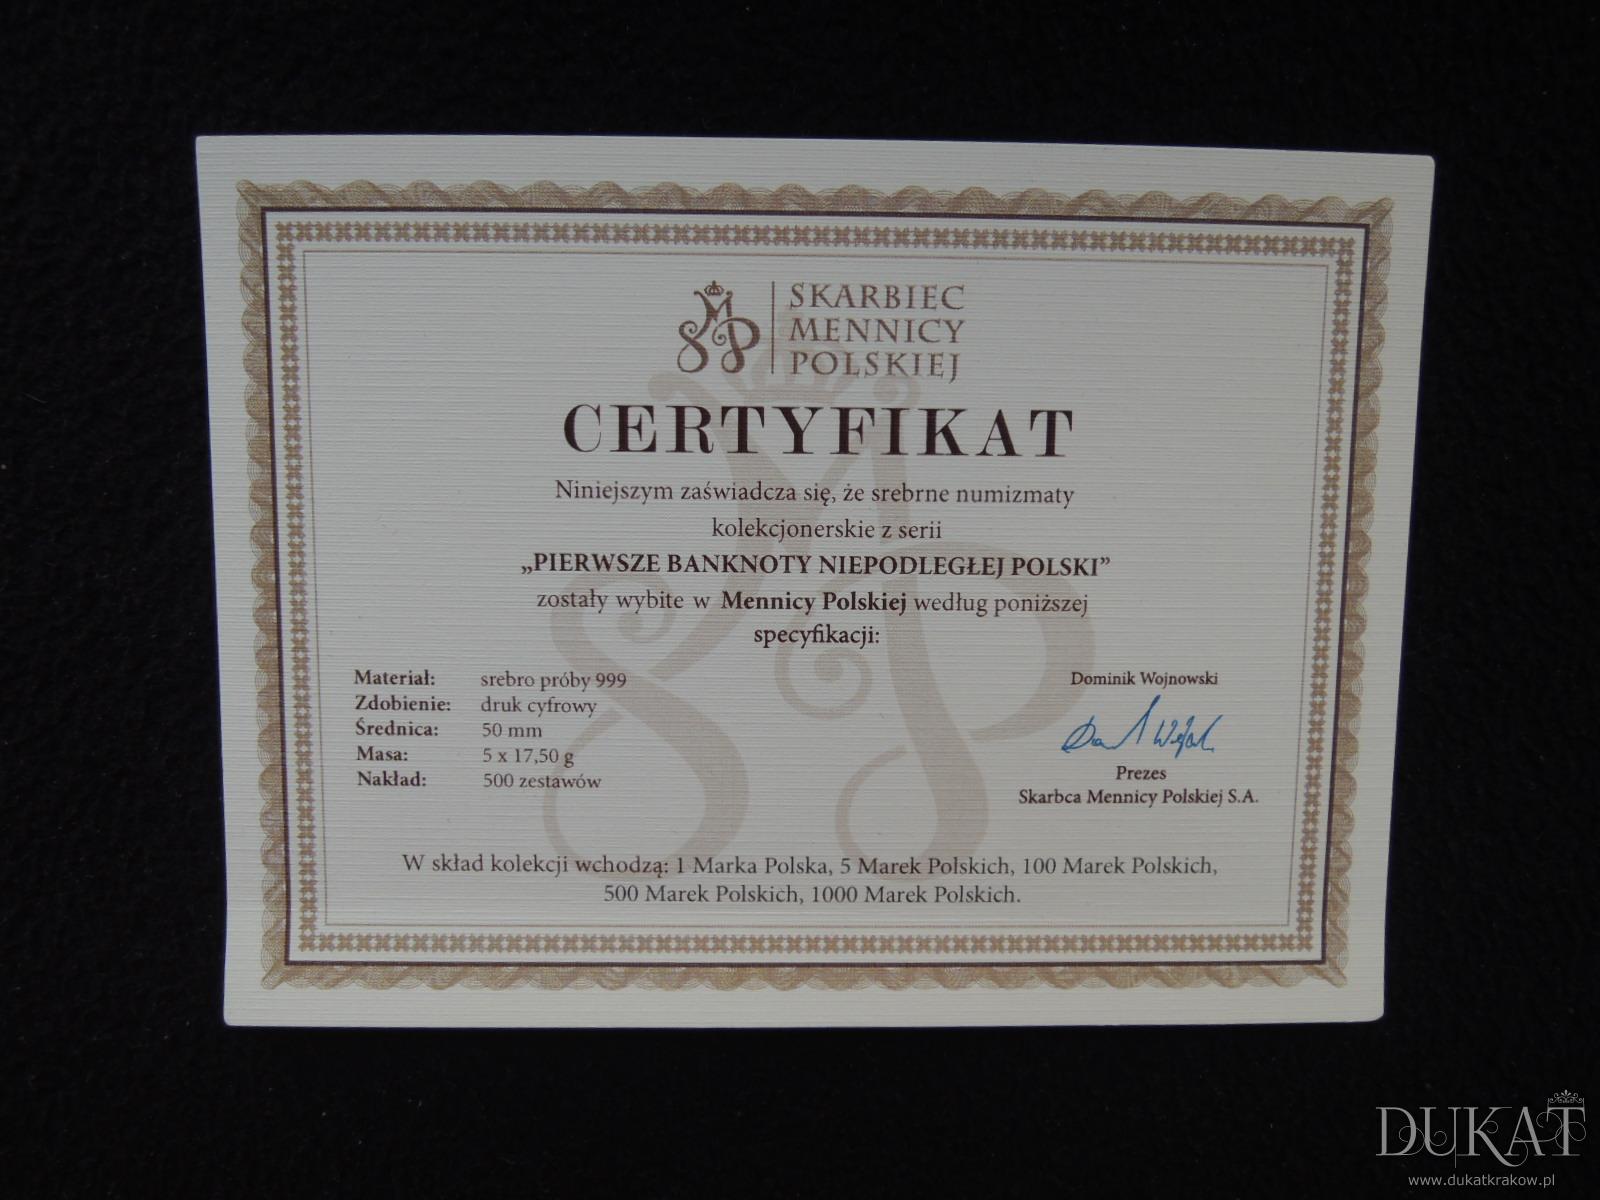 SKARBIEC
MENNICY
POLSKIEJ
CERTYFIKAT
Niniejszym zaświadcza się, że srebrne numizmaty
kolekcjonerskie z serii
„PIERWSZE BANKNOTY NIEPODLEGŁEJ POLSKI”
zostały wybite w Mennicy Polskiej według poniższej
specyfikacji:
Materiał: srebro próby 999
Zdobienie: druk cyfrowy
Średnica: 50 mm
Masa: 5 x 17,50 g
Nakład: 500 zestawów
Dominik Wojnowski
Prezes
Skarbca Mennicy Polskiej S.A.
W skład kolekcji wchodzą: 1 Marka Polska, 5 Marek Polskich, 100 Marek Polskich,
500 Marek Polskich, 1000 Marek Polskich.
DUKAT
www.dukatkrakow.pl